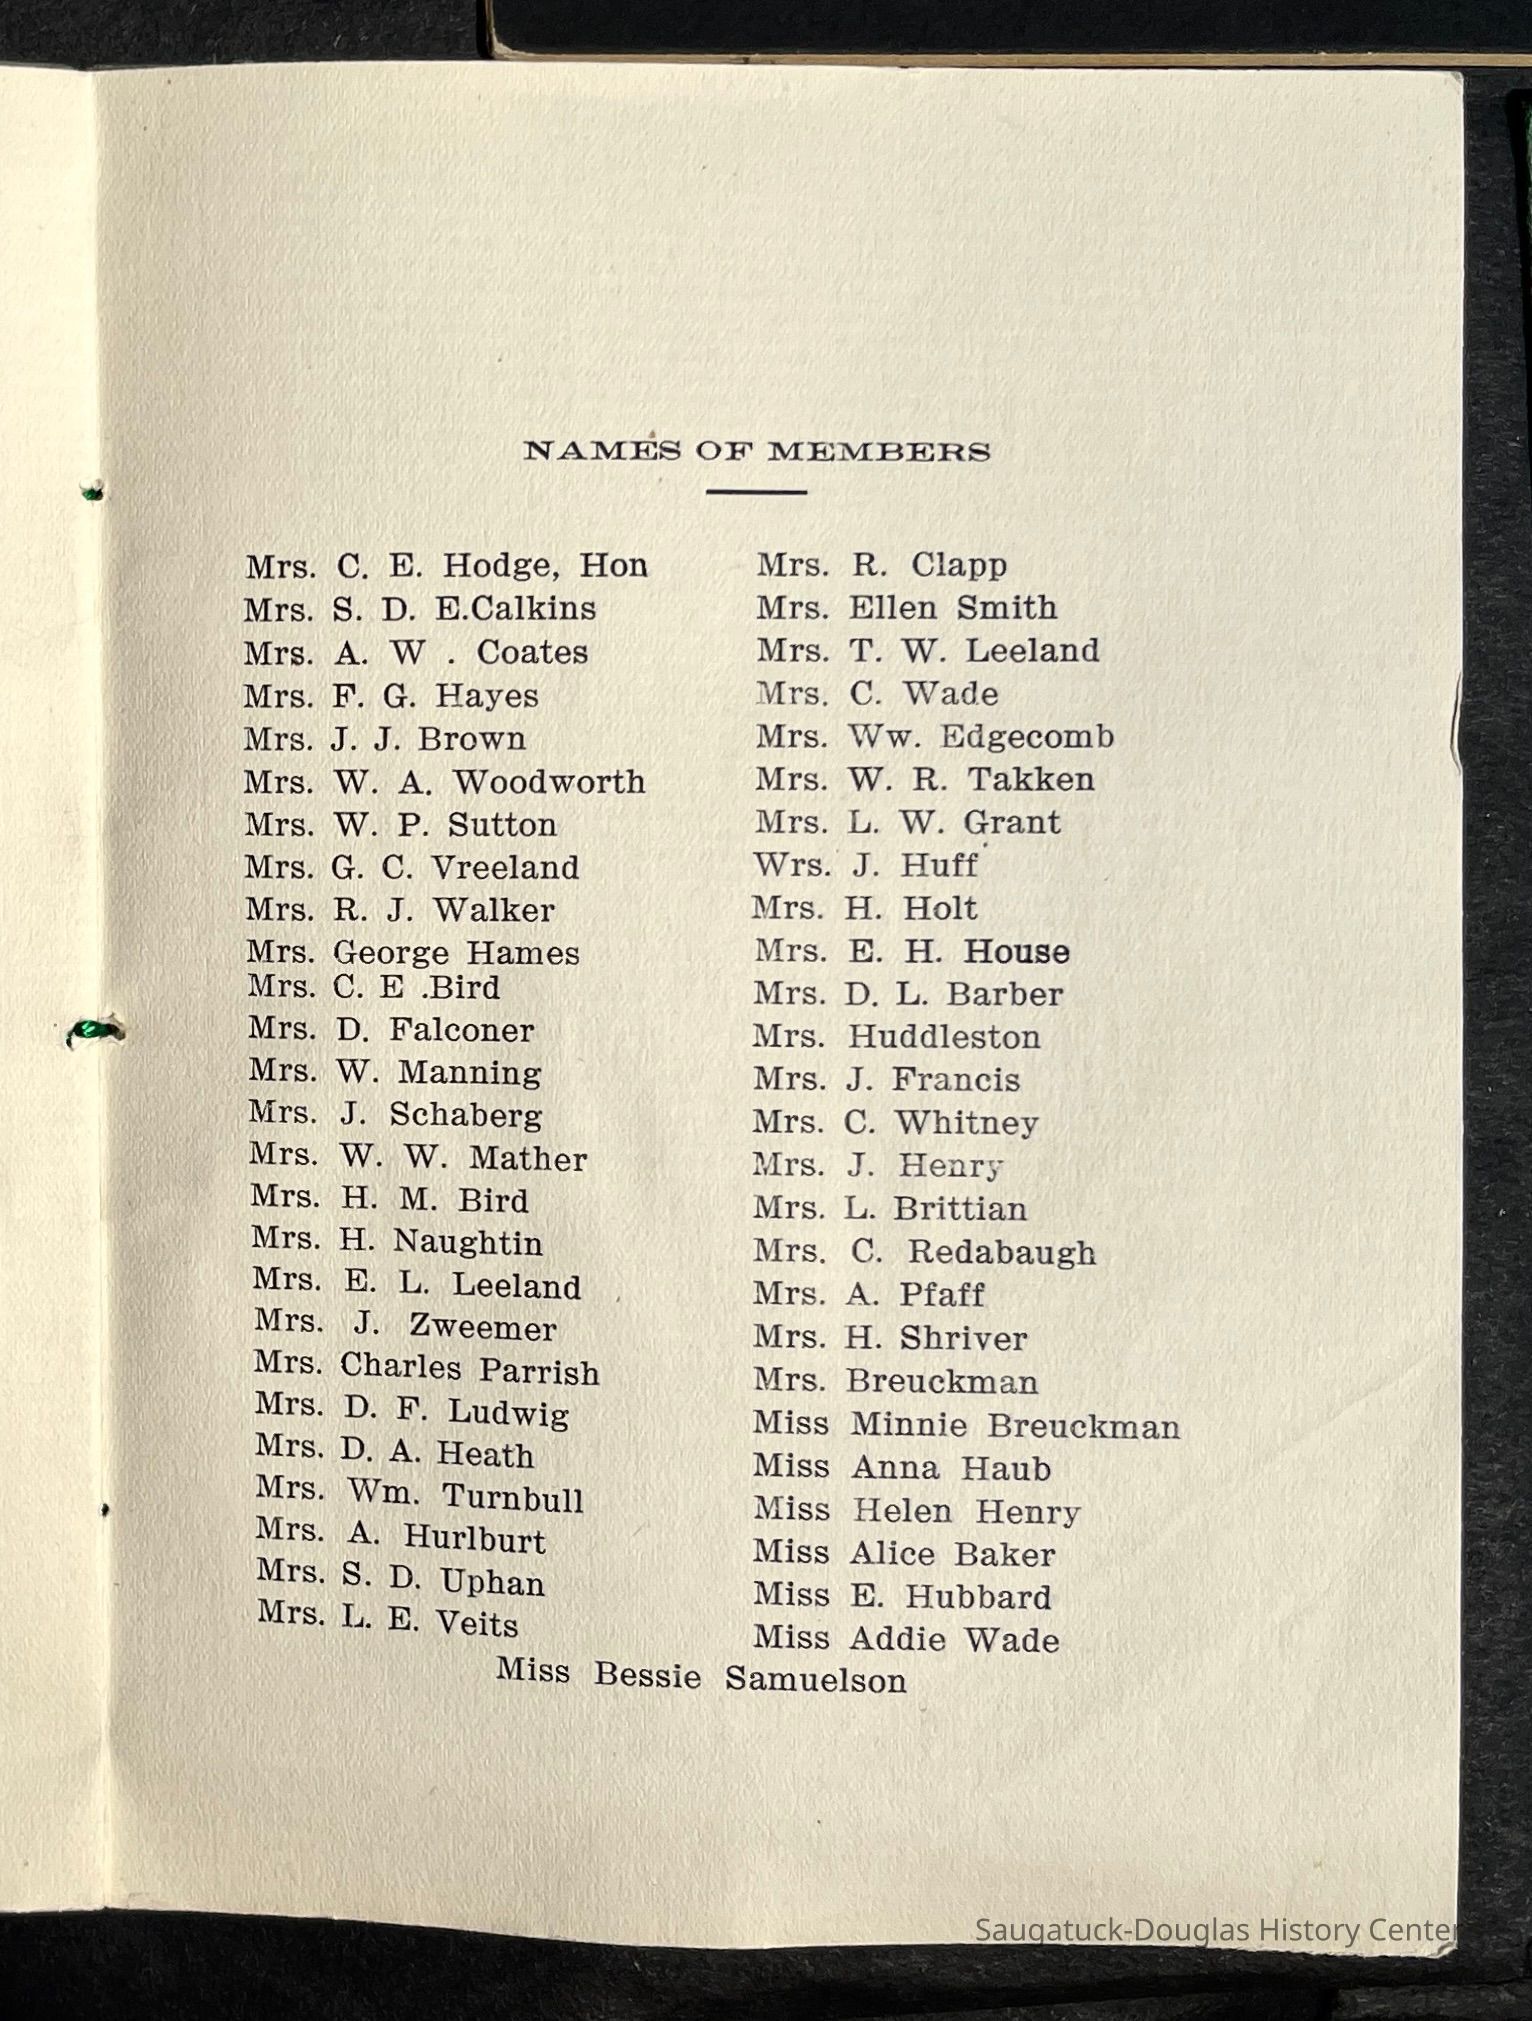 NAMES OF MEMBERS
Mrs. C. E. Hodge, Hon
Mrs. S. D. E.Calkins
Mrs. A. W . Coates
Mrs. F. G. Hayes
Mrs. J. J. Brown
Mrs. W. A. Woodworth
Mrs. W. P. Sutton
Mrs. G. C. Vreeland
Mrs. R. J. Walker
Mrs. George Hames
Mrs. C. E .Bird
Mrs. D. Falconer
Mrs. W. Manning
Mrs. J. Schaberg
Mrs. W. W. Mather
Mrs. H. M. Bird
Mrs. H. Naughtin
Mrs. E. L. Leeland
Mrs. J. Zweemer
Mrs. Charles Parrish
Mrs. D. F. Ludwig
Mrs. D. A. Heath
Mrs. Wm. Turnbull
Mrs. A. Hurlburt
Mrs. S. D. Uphan
Mrs. L. E. Veits
Mrs. R. Clapp
Mrs. Ellen Smith
Mrs. T. W. Leeland
Mrs. C. Wade
Mrs. Ww. Edgecomb
Mrs. W. R. Takken
Mrs. L. W. Grant
Wrs. J. Huff
Mrs. H. Holt
Mrs. E. H. House
Mrs. D. L. Barber
Mrs. Huddleston
Mrs. J. Francis
Mrs. C. Whitney
Mrs. J. Henry
Mrs. L. Brittian
Mrs. C. Redabaugh
Mrs. A. Pfaff
Mrs. H. Shriver
Mrs. Breuckman
Miss Minnie Breuckman
Miss Anna Haub
Miss Helen Henry
Miss Alice Baker
Miss E. Hubbard
Miss Addie Wade
Miss Bessie Samuelson
Saugatuck-Douglas History Center